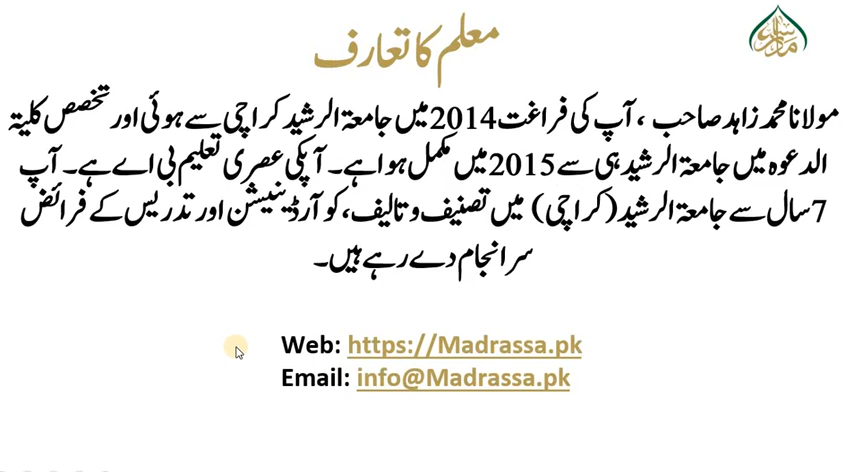 معلم کا تعارف
مدرسہ
مولانا محمد زاہد صاحب ، آپ کی فراغت 2014 میں جامعۃ الرشید کراچی سے ہوئی اور تخصص کلیۃ
الدعوہ میں جامعۃ الرشید ہی سے 2015 میں مکمل ہوا ہے۔ آپکی عصری تعلیم بی اے ہے۔ آپ
7 سال سے جامعۃ الرشید (کراچی) میں تصنیف و تالیف، کو آرڈینیشن اور تدریس کے فرائض
سر انجام دے رہے ہیں۔
Web: https://Madrassa.pk
Email: info@Madrassa.pk